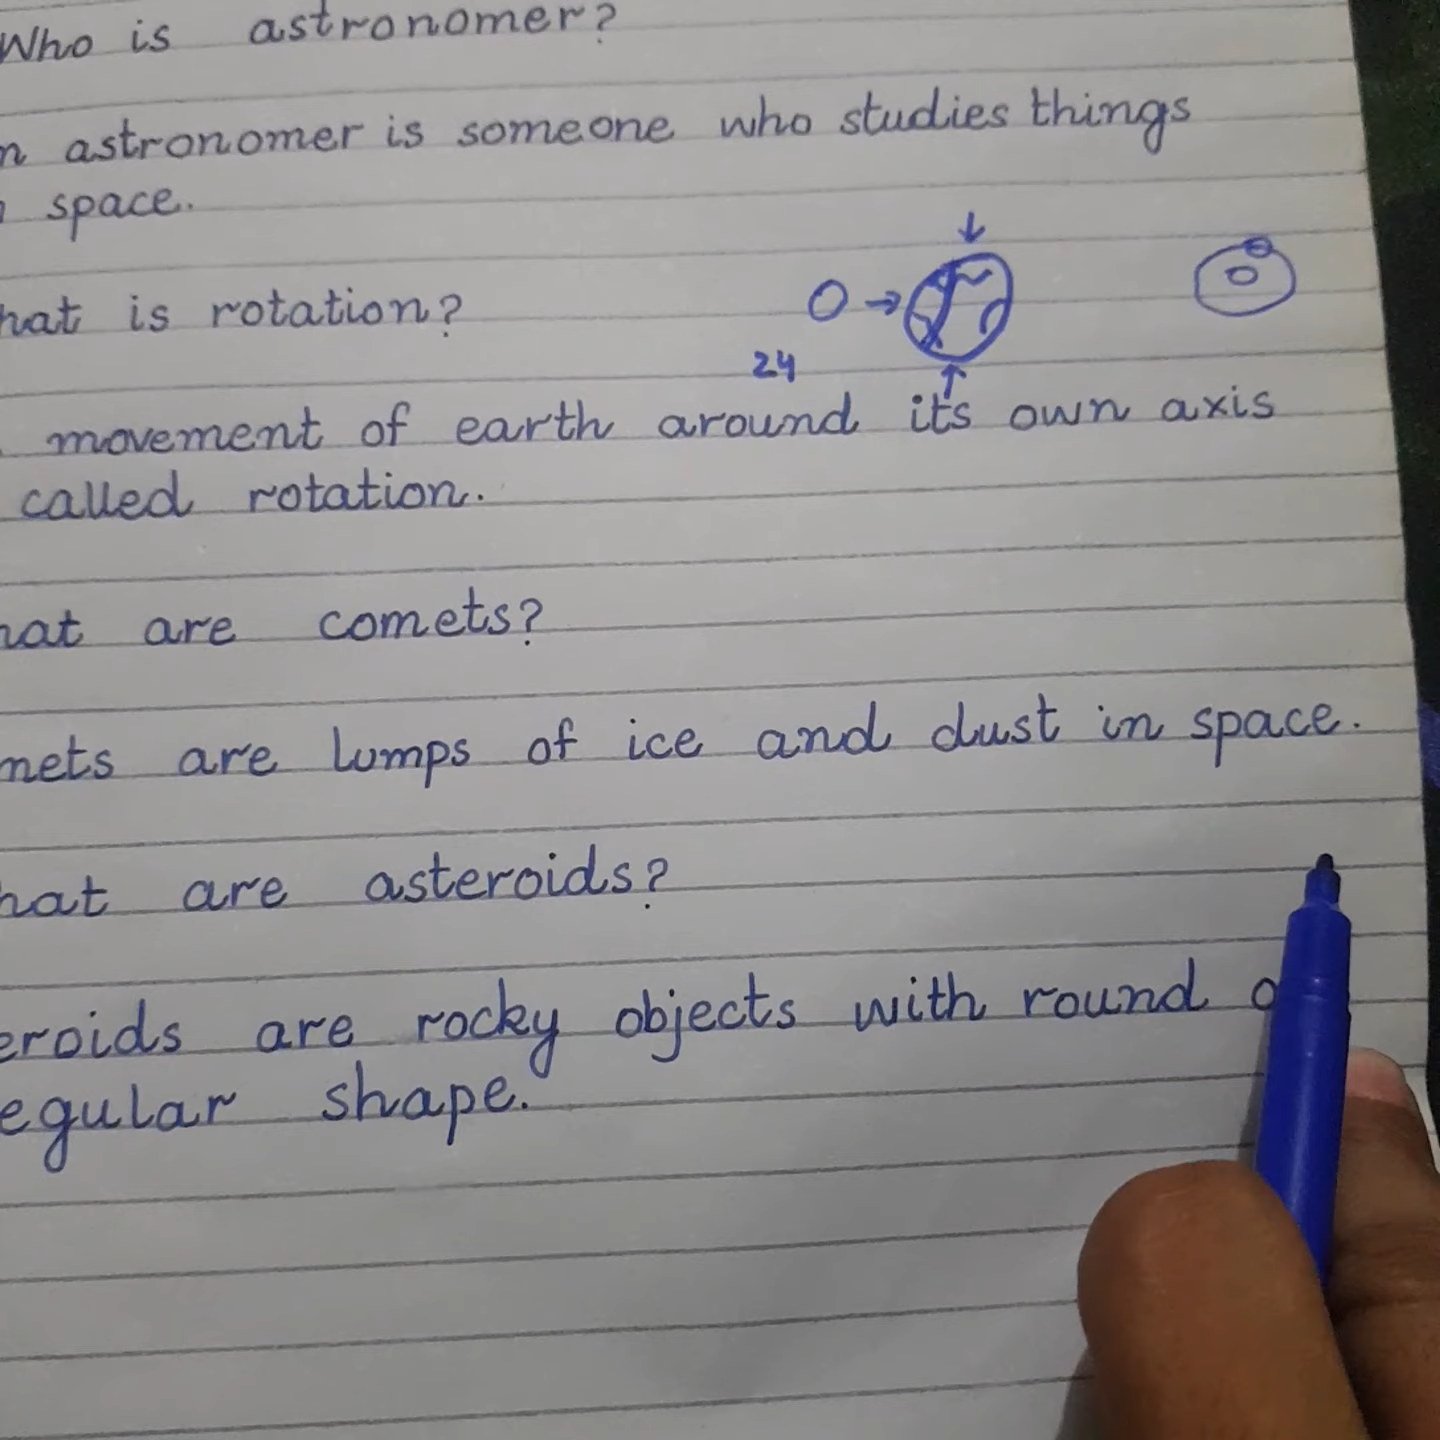 Who is astronomer?
n astronomer is someone who studies things
space.
hat is rotation?
24
movement of earth around its own axis
called rotation.
hat are comets?
mets are lumps of ice and dust in space.
hat are asteroids?
eroids are rocky objects with round o
egular shape.